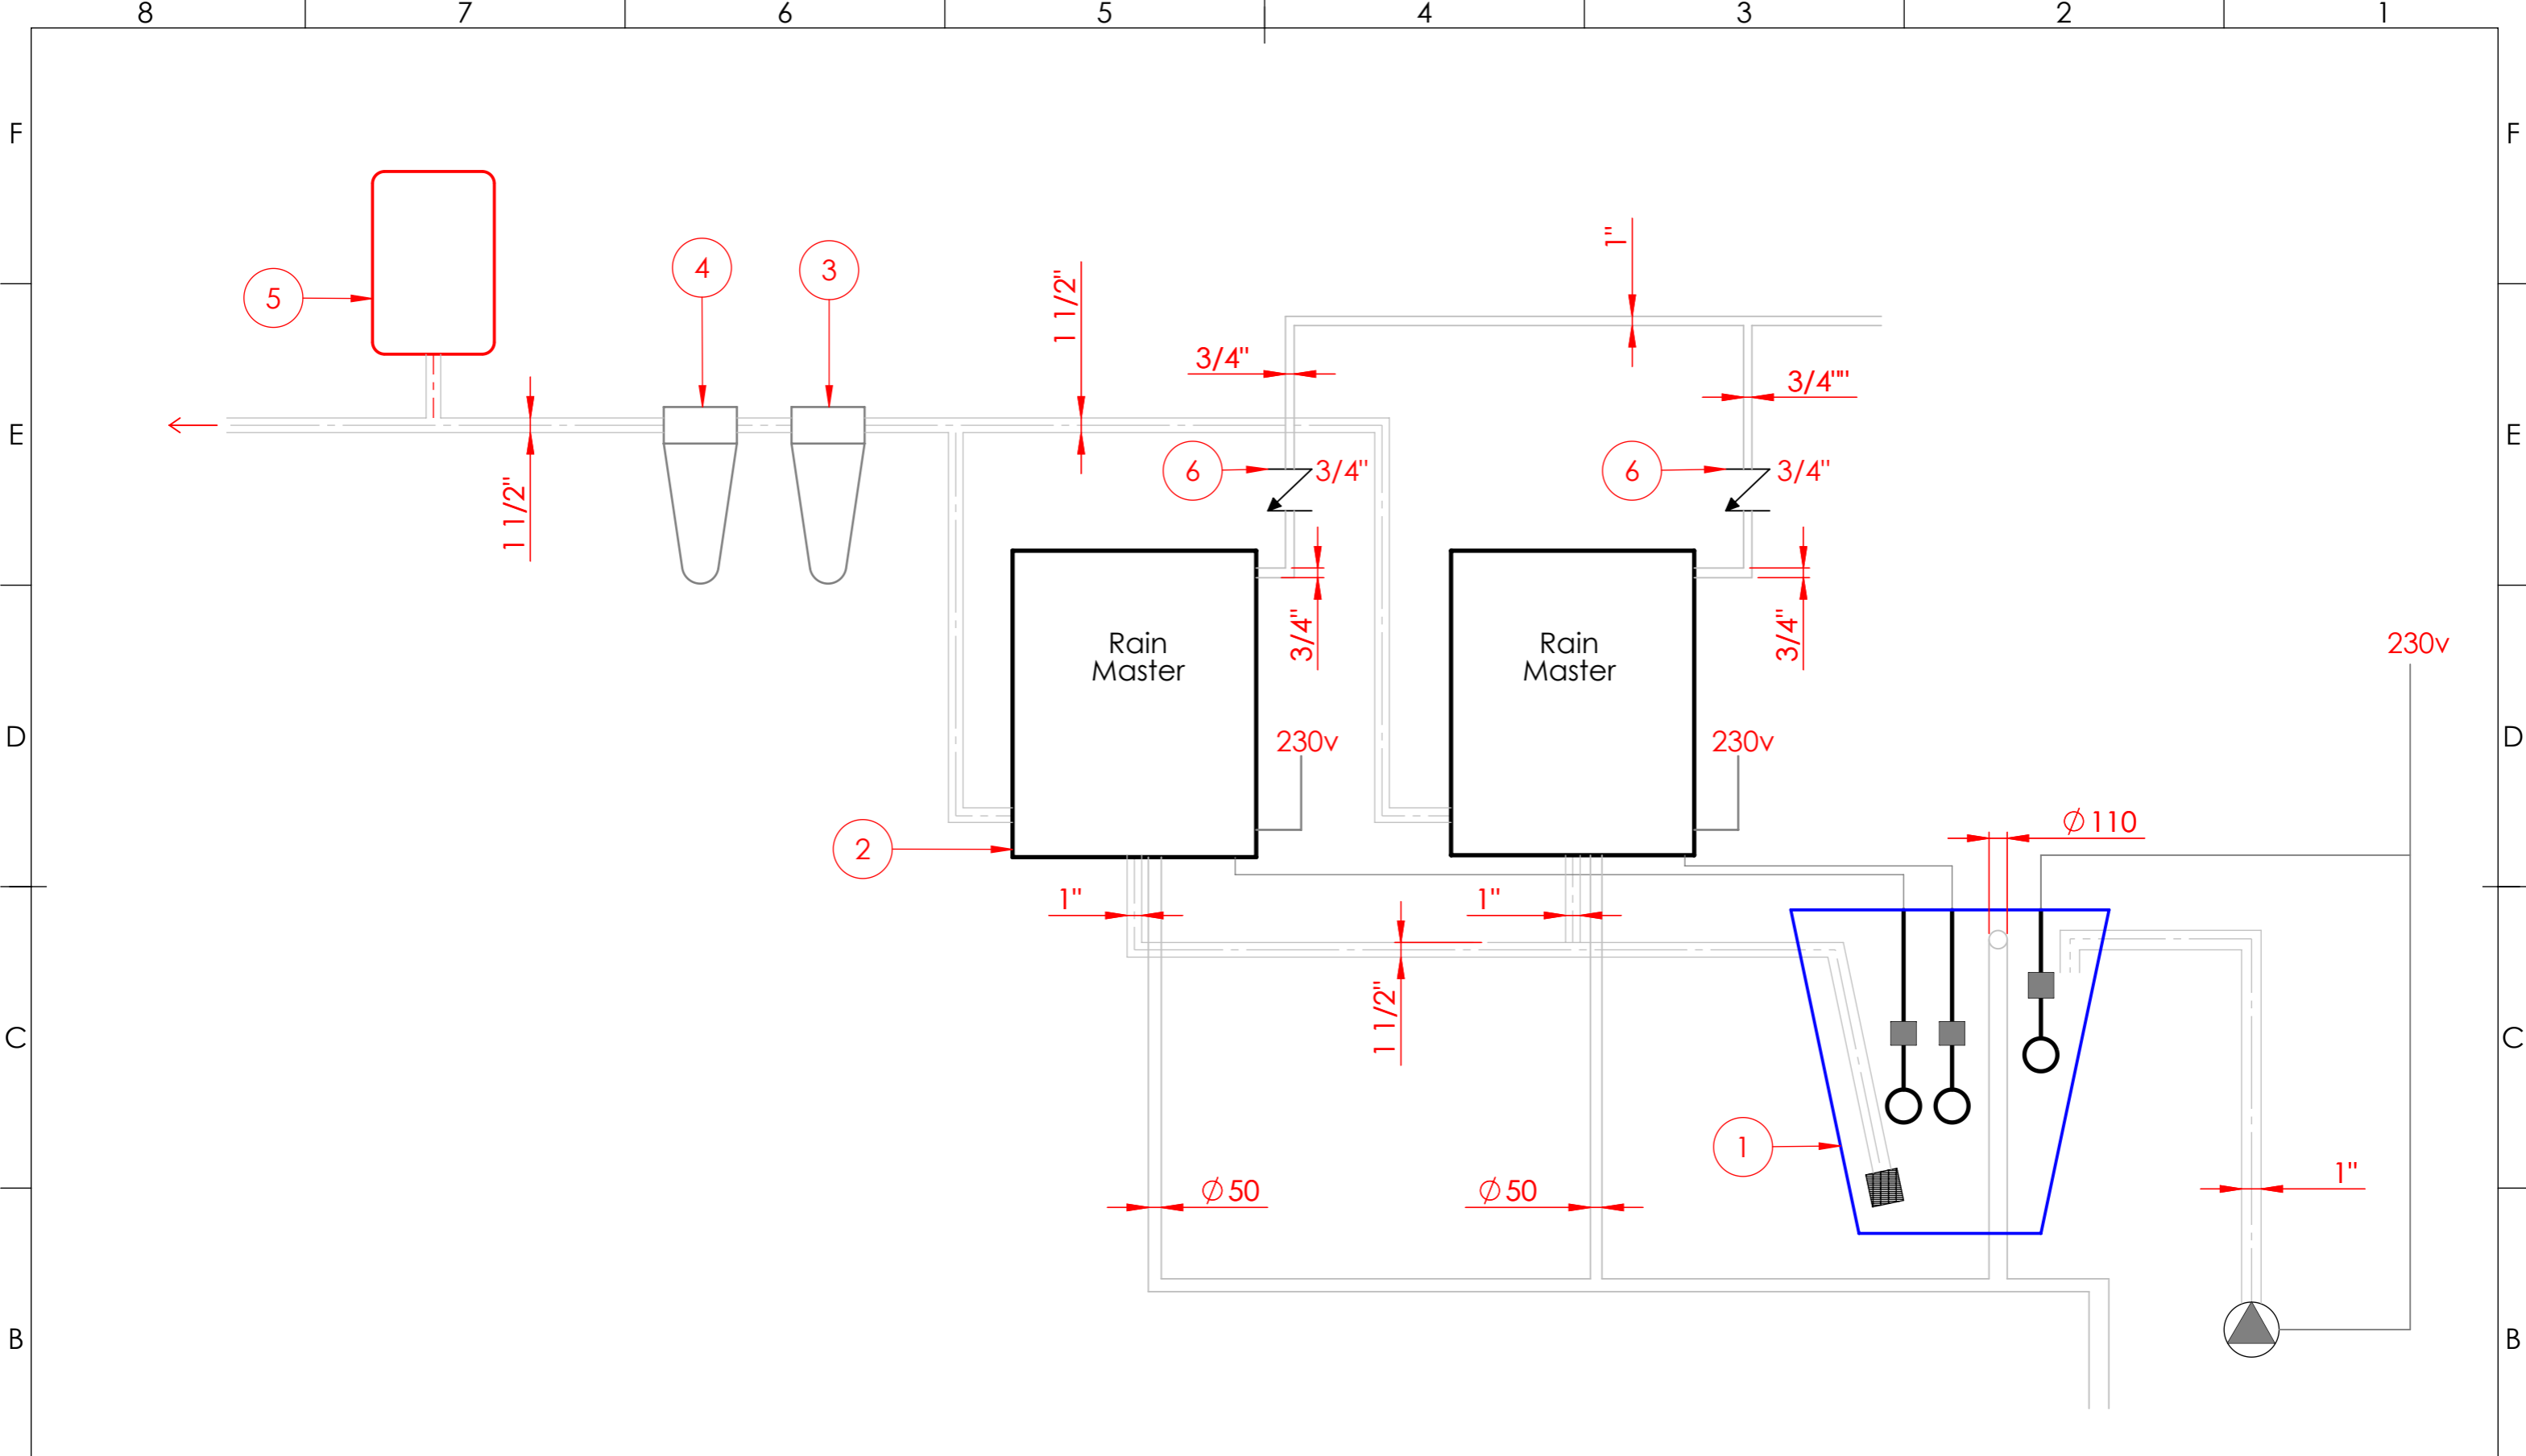 8 7 6 5 4 3 2 1
F F
1"
4 3
5
1 1/2"
3/4"
3/4""
E E
6 3/4" 6 3/4"
1 1/2"
3/4" 3/4"
Rain
Master
Rain
Master
230v
D D
230v 230v
Ø 110
2
1" 1"
1 1/2"
C C
1
1"
Ø 50 Ø 50
B B